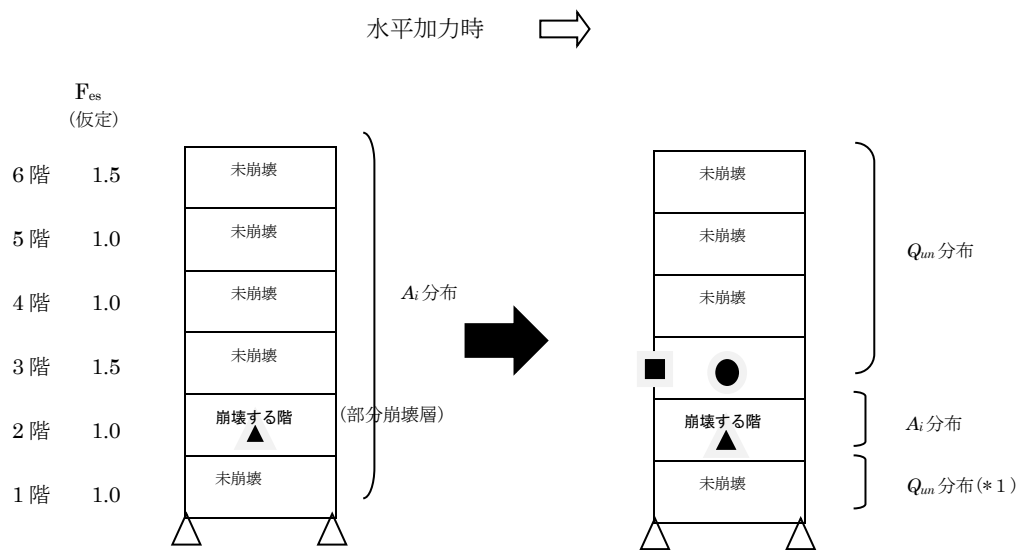 水平加力時
Fes
(仮定)
6階 1.5 未崩壊 未崩壊
5階 1.0 未崩壊 未崩壊 Qun分布
4階 1.0 未崩壊 Ai分布 未崩壊
3階 1.5 未崩壊
2階 1.0 崩壊する階 (部分崩壊層) 崩壊する階 Ai分布
1階 1.0 未崩壊 未崩壊 Qun分布(*1)